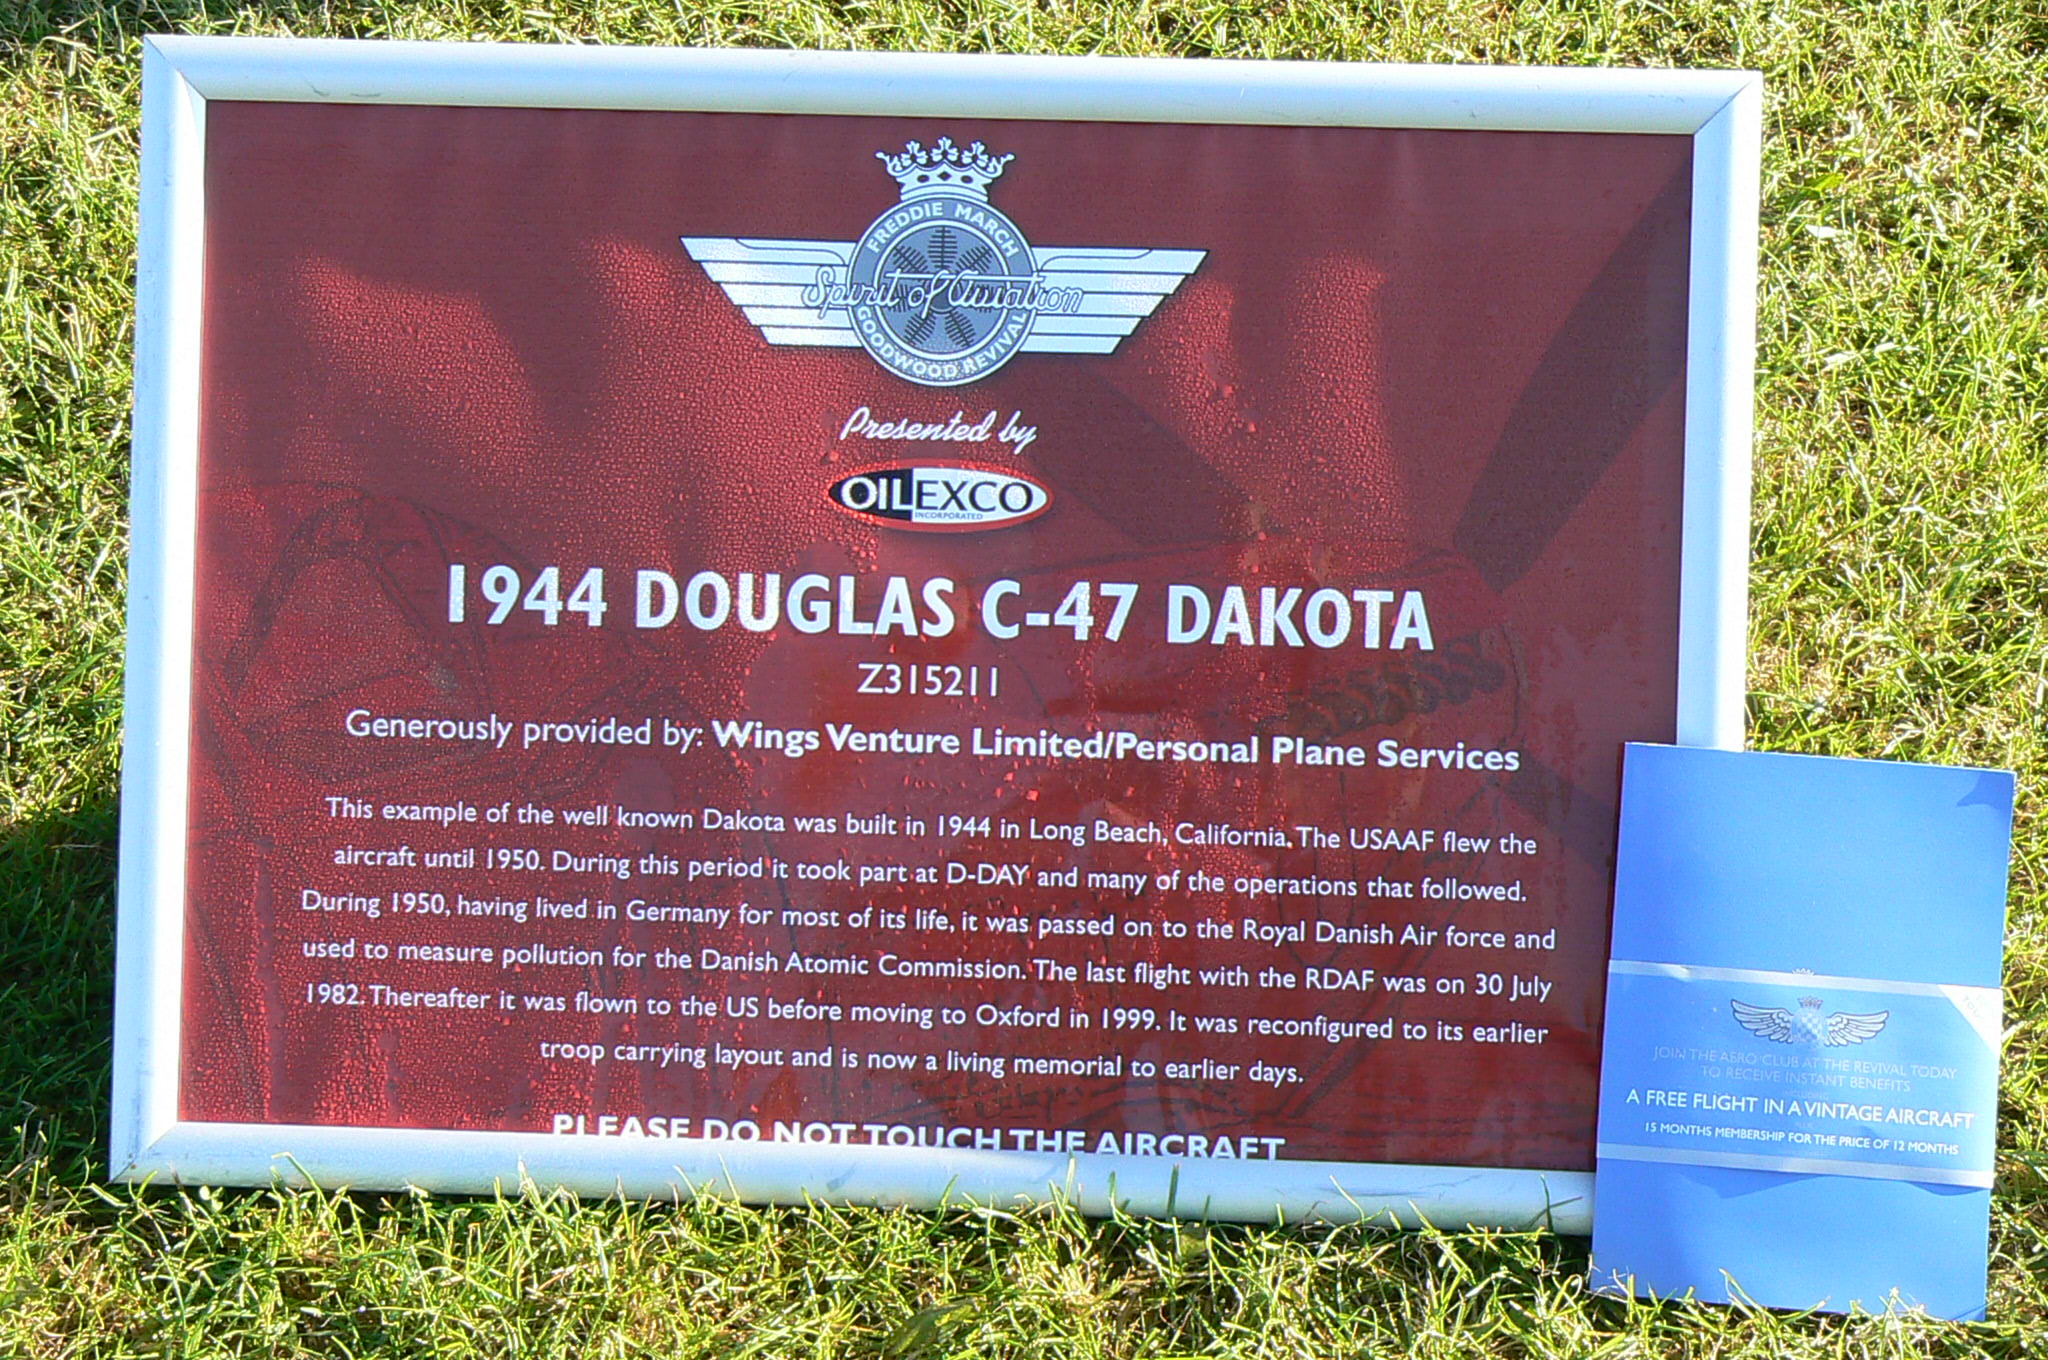 FREDDIE MARCH
Spirit of Aviation
GOODWOOD REVIVAL
Presented by
OILEXCO
INCORPORATED
1944 DOUGLAS C-47 DAKOTA
Z315211
Generously provided by: Wings Venture Limited/Personal Plane Services
This example of the well known Dakota was built in 1944 in Long Beach, California. The USAAF flew the
aircraft until 1950. During this period it took part at D-DAY and many of the operations that followed.
During 1950, having lived in Germany for most of its life, it was passed on to the Royal Danish Air force and
used to measure pollution for the Danish Atomic Commission. The last flight with the RDAF was on 30 July
1982. Thereafter it was flown to the US before moving to Oxford in 1999. It was reconfigured to its earlier
troop carrying layout and is now a living memorial to earlier days.
PLEASE DO NOT TOUCH THE AIRCRAFT
JOIN THE AERO CLUB AT THE REVIVAL TODAY
TO RECEIVE INSTANT BENEFITS
A FREE FLIGHT IN A VINTAGE AIRCRAFT
15 MONTHS MEMBERSHIP FOR THE PRICE OF 12 MONTHS